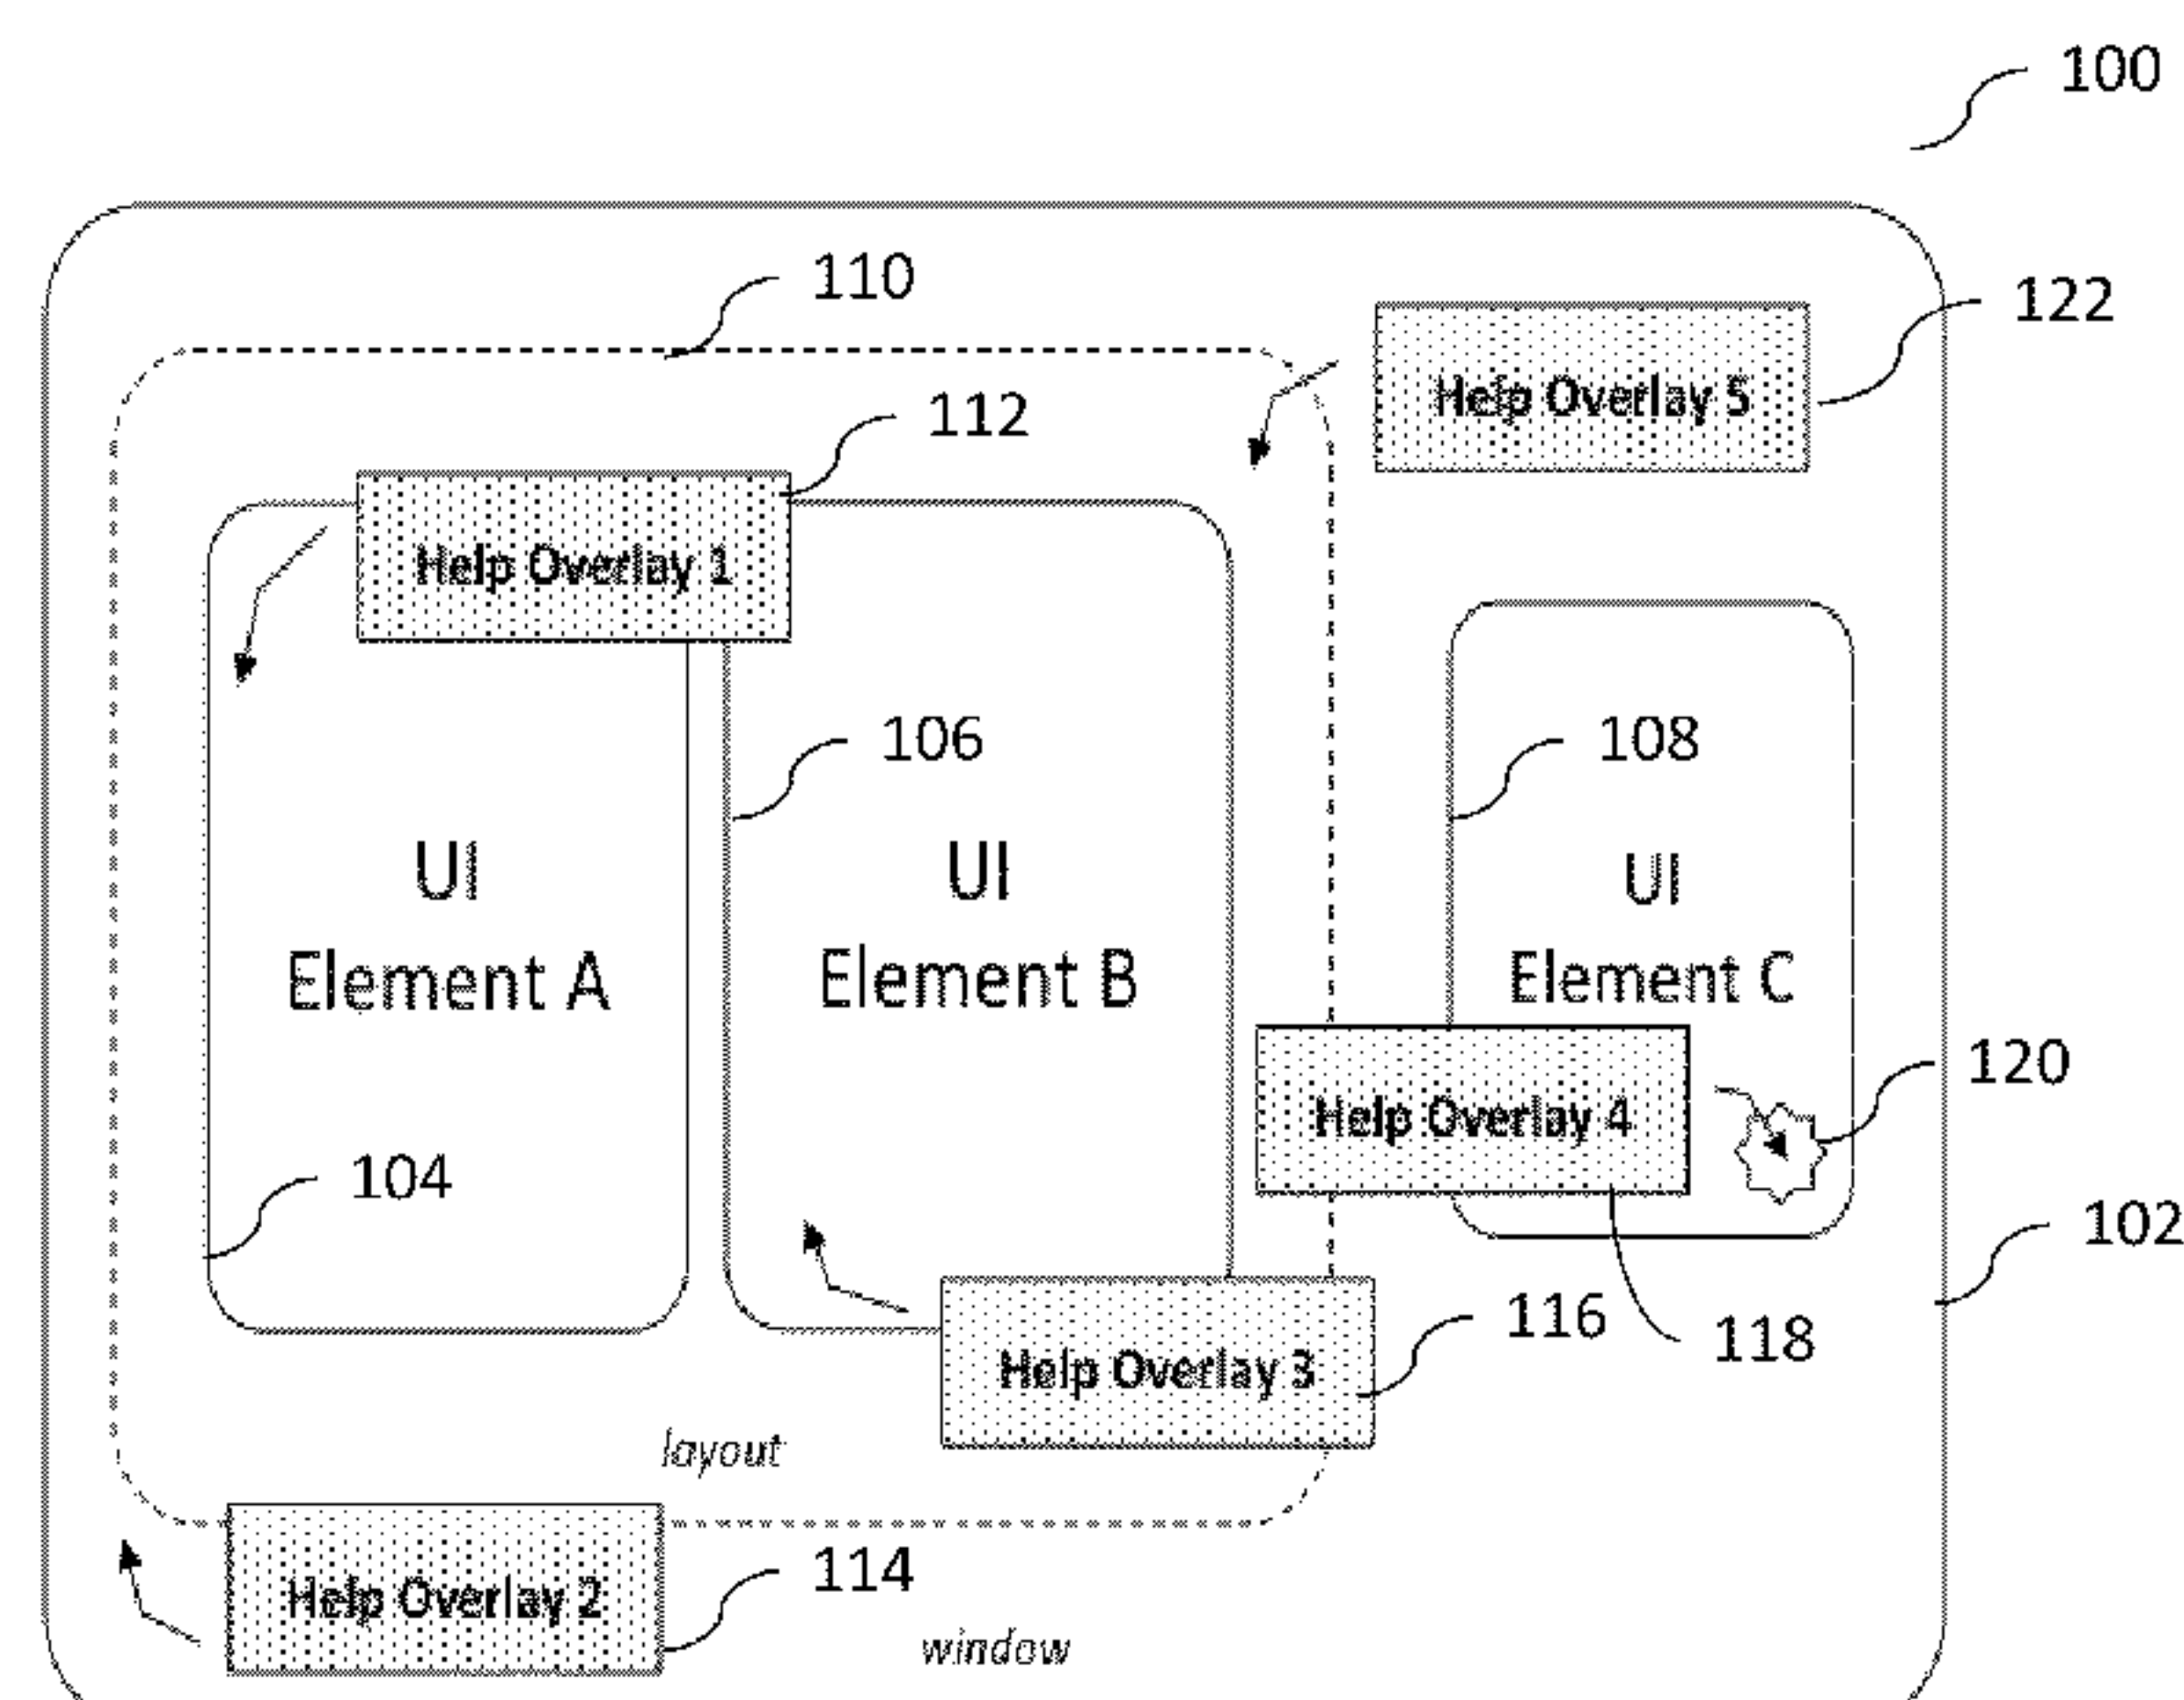 100
110
122
112
Help Overlay 5
Help Overlay 1
106
108
UI
Element A
UI
Element B
UI
Element C
120
Help Overlay 4
104
102
116
118
Help Overlay 3
layout
114
Help Overlay 2
window